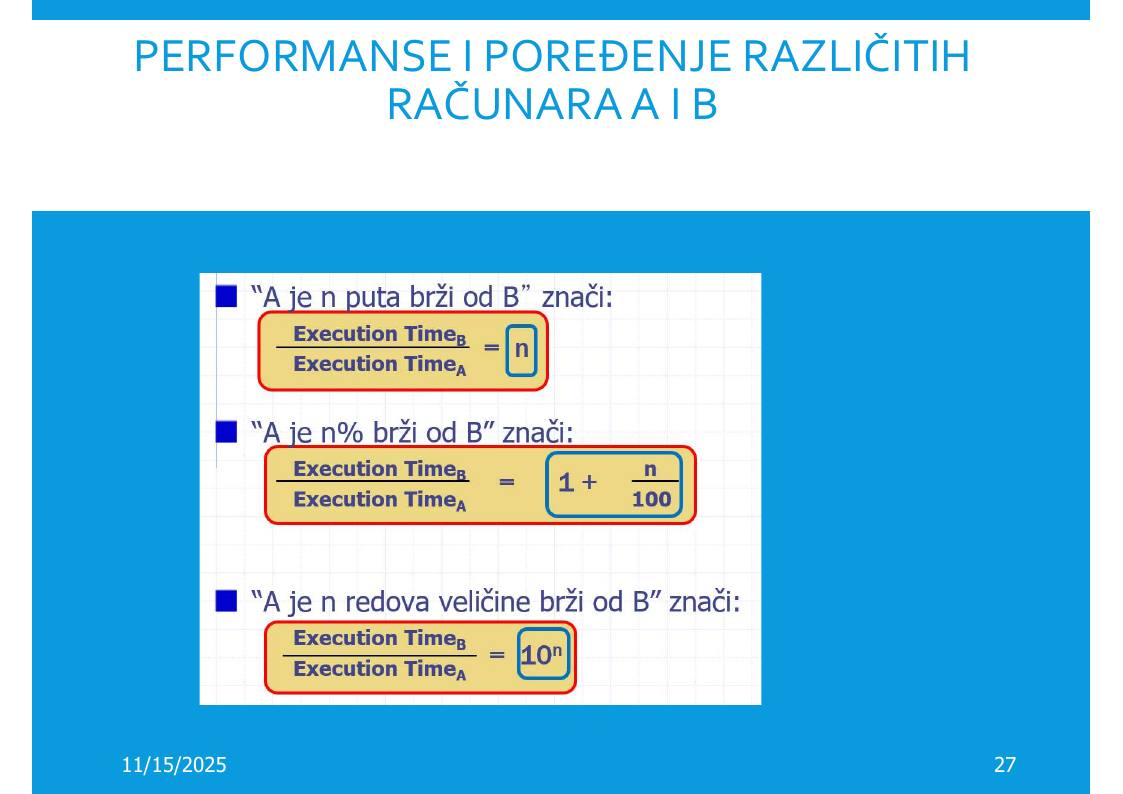 PERFORMANSE I POREĐENJE RAZLIČITIH
RAČUNARA A I B
“A je n puta brži od B” znači:
Execution TimeB
= n
Execution TimeA
“A je n% brži od B” znači:
Execution TimeB
= 1 + n
Execution TimeA
100
“A je n redova veličine brži od B” znači:
Execution TimeB
= 10ⁿ
Execution TimeA
11/15/2025
27